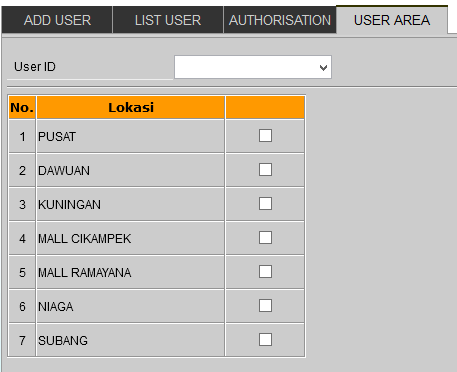 ADD USER LIST USER AUTHORISATION USER AREA
User ID
No. Lokasi
1 PUSAT
2 DAWUAN
3 KUNINGAN
4 MALL CIKAMPEK
5 MALL RAMAYANA
6 NIAGA
7 SUBANG